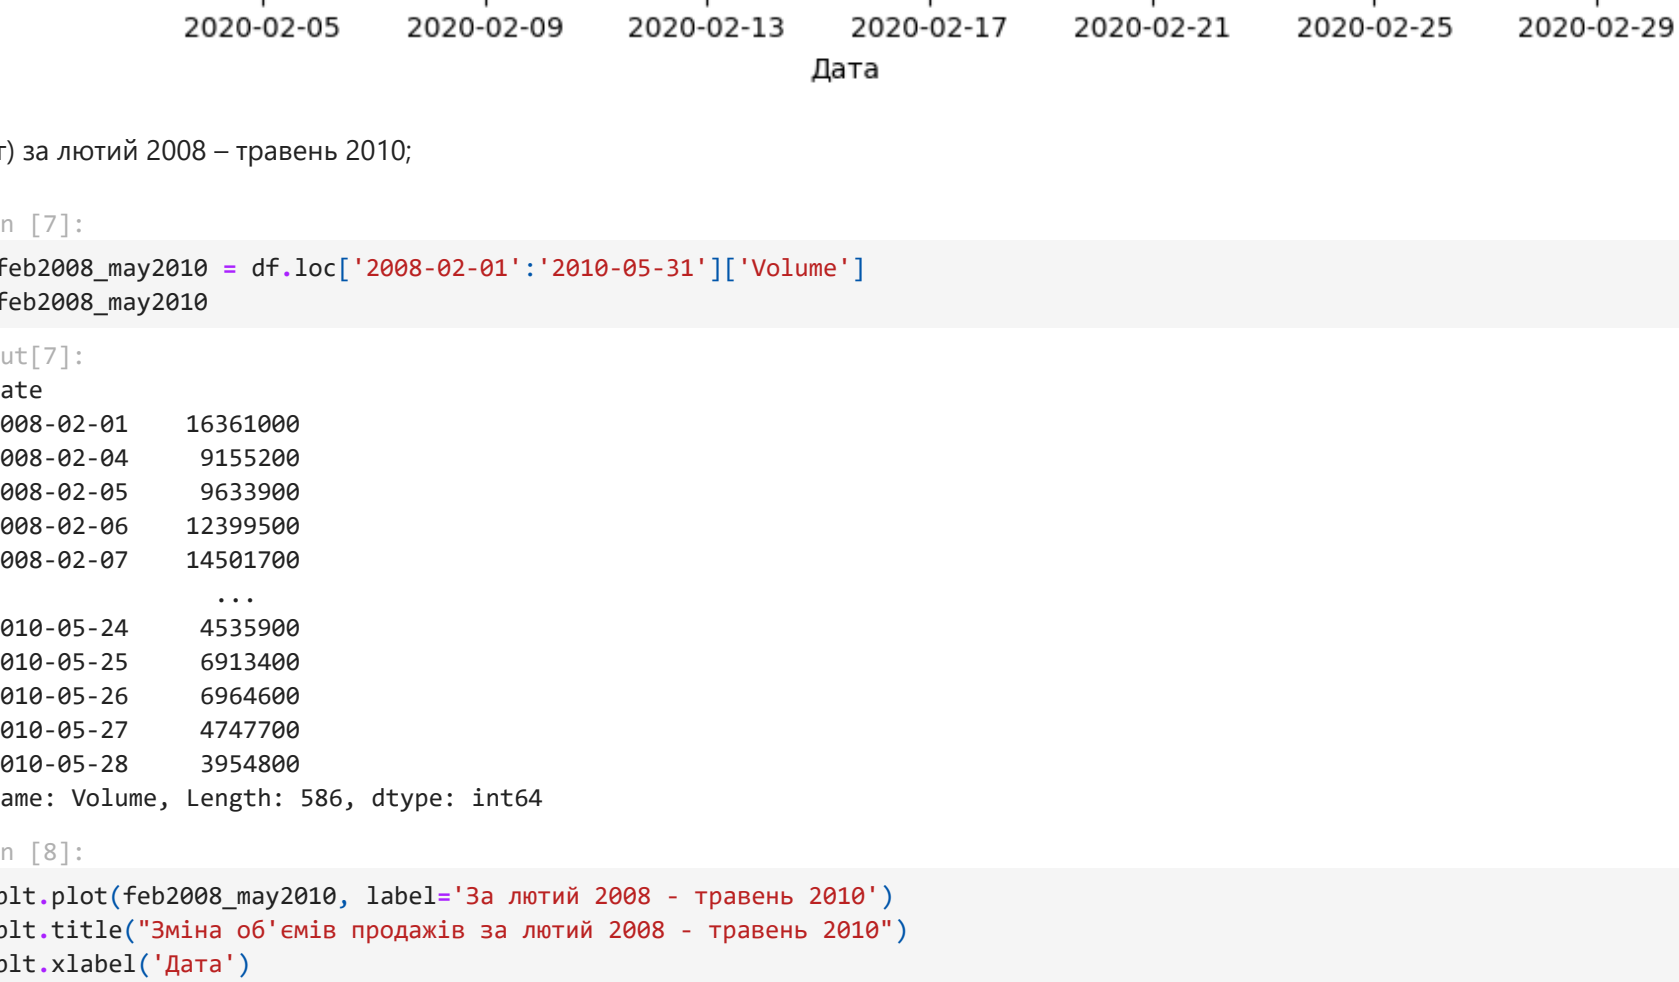 2020-02-05 2020-02-09 2020-02-13 2020-02-17 2020-02-21 2020-02-25 2020-02-29
Дата
г) за лютий 2008 – травень 2010;
n [7]:
feb2008_may2010 = df.loc['2008-02-01':'2010-05-31']['Volume']
feb2008_may2010
ut[7]:
ate
008-02-01 16361000
008-02-04 9155200
008-02-05 9633900
008-02-06 12399500
008-02-07 14501700
...
010-05-24 4535900
010-05-25 6913400
010-05-26 6964600
010-05-27 4747700
010-05-28 3954800
ame: Volume, Length: 586, dtype: int64
n [8]:
plt.plot(feb2008_may2010, label='За лютий 2008 - травень 2010')
plt.title("Зміна об'ємів продажів за лютий 2008 - травень 2010")
plt.xlabel('Дата')